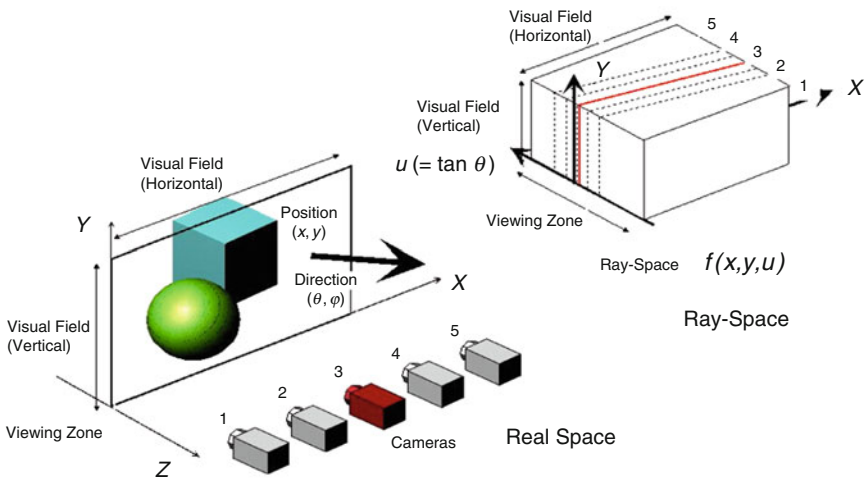 Visual Field
(Horizontal)
5
4
3
2
1
Y
X
Visual Field
(Vertical)
u (= tan θ)
Viewing Zone
Ray-Space f(x,y,u)
Ray-Space
Visual Field
(Horizontal)
Y
Position
(x, y)
Direction
(θ, φ)
X
Visual Field
(Vertical)
Viewing Zone
Z
1
2
3
4
5
Cameras
Real Space